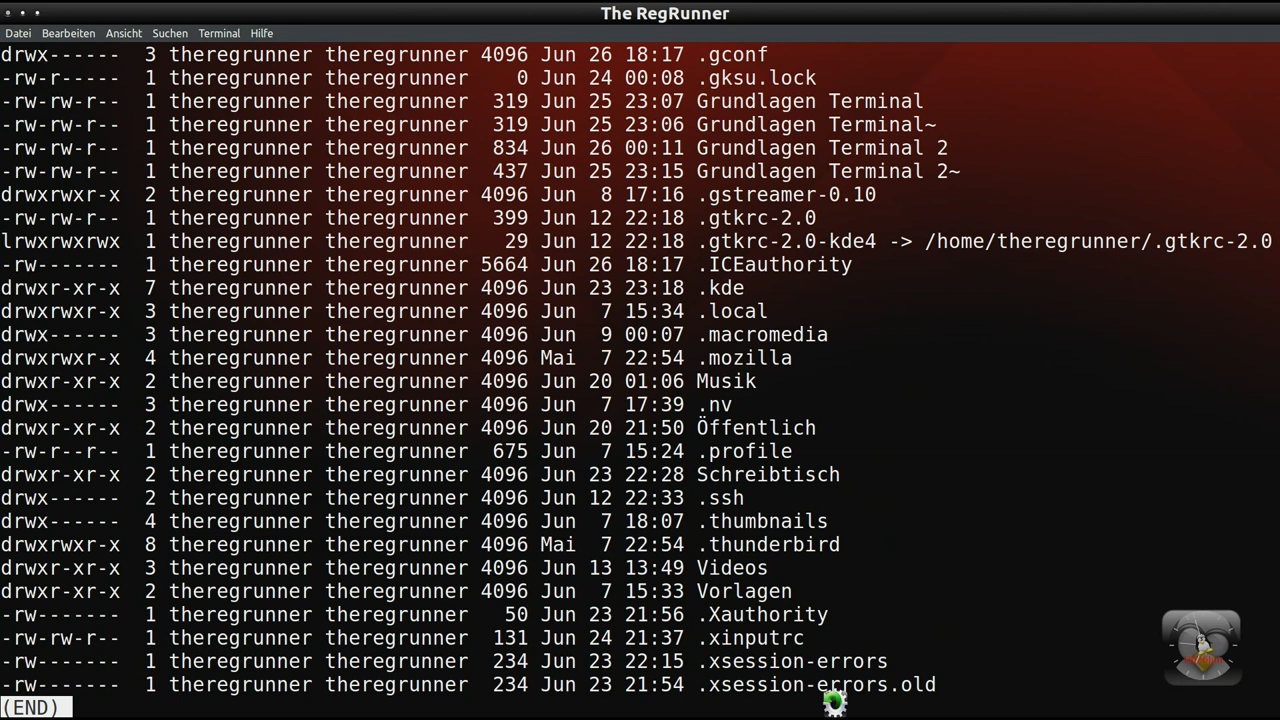 The RegRunner
Datei Bearbeiten Ansicht Suchen Terminal Hilfe
drwx------ 3 theregrunner theregrunner 4096 Jun 26 18:17 .gconf
-rw-r----- 1 theregrunner theregrunner 0 Jun 24 00:08 .gksu.lock
-rw-rw-r-- 1 theregrunner theregrunner 319 Jun 25 23:07 Grundlagen Terminal
-rw-rw-r-- 1 theregrunner theregrunner 319 Jun 25 23:06 Grundlagen Terminal~
-rw-rw-r-- 1 theregrunner theregrunner 834 Jun 26 00:11 Grundlagen Terminal 2
-rw-rw-r-- 1 theregrunner theregrunner 437 Jun 25 23:15 Grundlagen Terminal 2~
drwxrwxr-x 2 theregrunner theregrunner 4096 Jun 8 17:16 .gstreamer-0.10
-rw-rw-r-- 1 theregrunner theregrunner 399 Jun 12 22:18 .gtkrc-2.0
lrwxrwxrwx 1 theregrunner theregrunner 29 Jun 12 22:18 .gtkrc-2.0-kde4 -> /home/theregrunner/.gtkrc-2.0
-rw------- 1 theregrunner theregrunner 5664 Jun 26 18:17 .ICEauthority
drwxr-xr-x 7 theregrunner theregrunner 4096 Jun 23 23:18 .kde
drwxrwxr-x 3 theregrunner theregrunner 4096 Jun 7 15:34 .local
drwx------ 3 theregrunner theregrunner 4096 Jun 9 00:07 .macromedia
drwxrwxr-x 4 theregrunner theregrunner 4096 Mai 7 22:54 .mozilla
drwxr-xr-x 2 theregrunner theregrunner 4096 Jun 20 01:06 Musik
drwx------ 3 theregrunner theregrunner 4096 Jun 7 17:39 .nv
drwxr-xr-x 2 theregrunner theregrunner 4096 Jun 20 21:50 Öffentlich
-rw-r--r-- 1 theregrunner theregrunner 675 Jun 7 15:24 .profile
drwxr-xr-x 2 theregrunner theregrunner 4096 Jun 23 22:28 Schreibtisch
drwx------ 2 theregrunner theregrunner 4096 Jun 12 22:33 .ssh
drwx------ 4 theregrunner theregrunner 4096 Jun 7 18:07 .thumbnails
drwxrwxr-x 8 theregrunner theregrunner 4096 Mai 7 22:54 .thunderbird
drwxr-xr-x 3 theregrunner theregrunner 4096 Jun 13 13:49 Videos
drwxr-xr-x 2 theregrunner theregrunner 4096 Jun 7 15:33 Vorlagen
-rw------- 1 theregrunner theregrunner 50 Jun 23 21:56 .Xauthority
-rw-rw-r-- 1 theregrunner theregrunner 131 Jun 24 21:37 .xinputrc
-rw------- 1 theregrunner theregrunner 234 Jun 23 22:15 .xsession-errors
-rw------- 1 theregrunner theregrunner 234 Jun 23 21:54 .xsession-errors.old
(END)